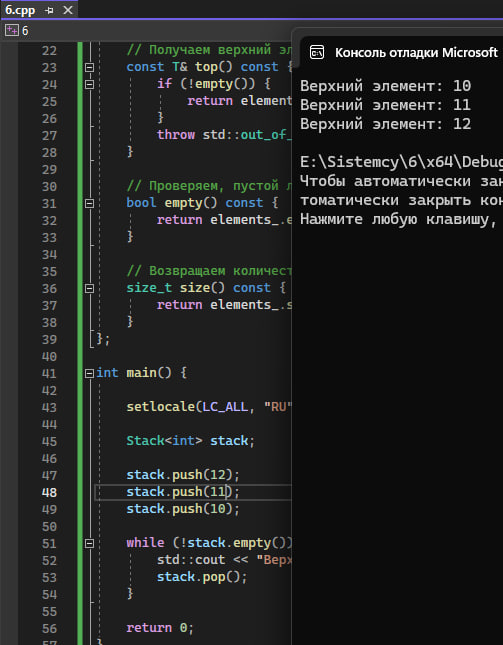 6.cpp
6
22 // Получаем верхний эл
23 const T& top() const {
24 if (!empty()) {
25 return element
26 }
27 throw std::out_of_
28 }
29
30 // Проверяем, пустой л
31 bool empty() const {
32 return elements_.e
33 }
34
35 // Возвращаем количест
36 size_t size() const {
37 return elements_.s
38 }
39 };
40
41 int main() {
42
43 setlocale(LC_ALL, "RU"
44
45 Stack<int> stack;
46
47 stack.push(12);
48 stack.push(11);
49 stack.push(10);
50
51 while (!stack.empty())
52 std::cout << "Верх
53 stack.pop();
54 }
55
56 return 0;
57 }
Консоль отладки Microsoft
Верхний элемент: 10
Верхний элемент: 11
Верхний элемент: 12
E:\Sistemcy\6\x64\Debug
Чтобы автоматически зак
томатически закрыть кон
Нажмите любую клавишу,